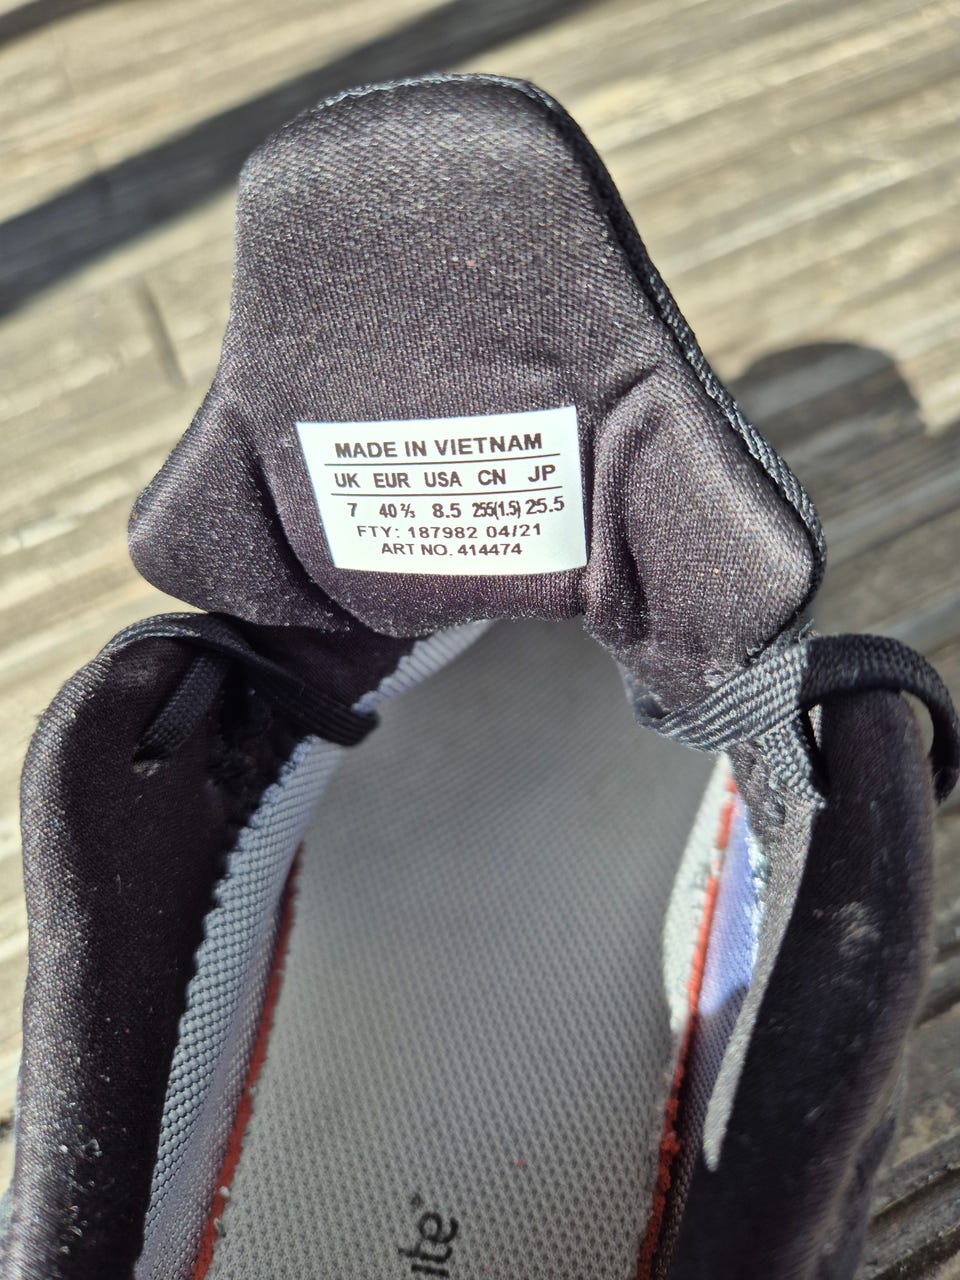 MADE IN VIETNAM
UK EUR USA CN JP
7 40⅔ 8.5 255(1.5) 25.5
FTY: 187982 04/21
ART NO. 414474
ite™